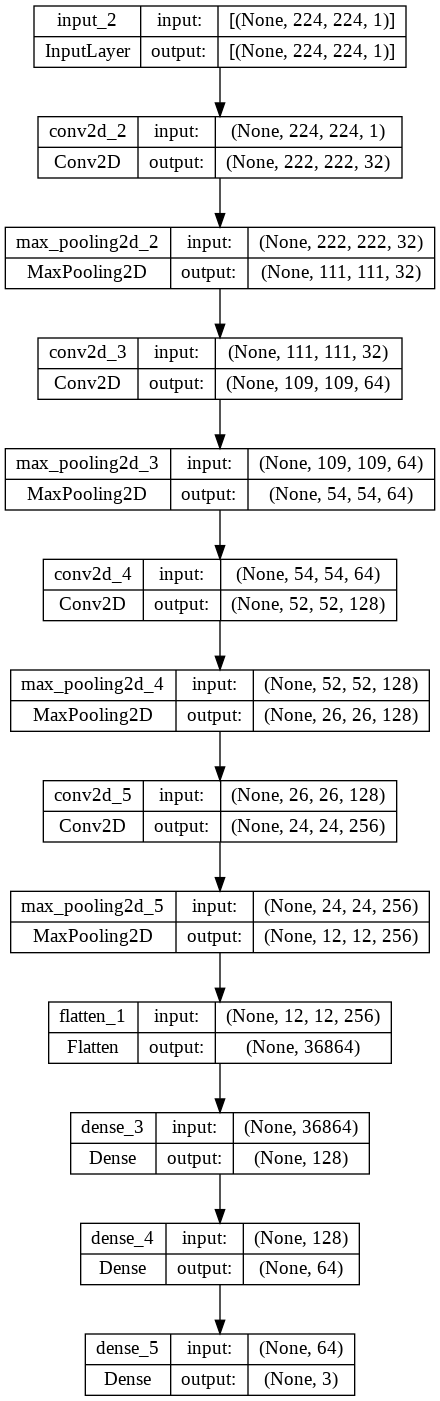 input_2 input: [(None, 224, 224, 1)]
InputLayer output: [(None, 224, 224, 1)]
conv2d_2 input: (None, 224, 224, 1)
Conv2D output: (None, 222, 222, 32)
max_pooling2d_2 input: (None, 222, 222, 32)
MaxPooling2D output: (None, 111, 111, 32)
conv2d_3 input: (None, 111, 111, 32)
Conv2D output: (None, 109, 109, 64)
max_pooling2d_3 input: (None, 109, 109, 64)
MaxPooling2D output: (None, 54, 54, 64)
conv2d_4 input: (None, 54, 54, 64)
Conv2D output: (None, 52, 52, 128)
max_pooling2d_4 input: (None, 52, 52, 128)
MaxPooling2D output: (None, 26, 26, 128)
conv2d_5 input: (None, 26, 26, 128)
Conv2D output: (None, 24, 24, 256)
max_pooling2d_5 input: (None, 24, 24, 256)
MaxPooling2D output: (None, 12, 12, 256)
flatten_1 input: (None, 12, 12, 256)
Flatten output: (None, 36864)
dense_3 input: (None, 36864)
Dense output: (None, 128)
dense_4 input: (None, 128)
Dense output: (None, 64)
dense_5 input: (None, 64)
Dense output: (None, 3)